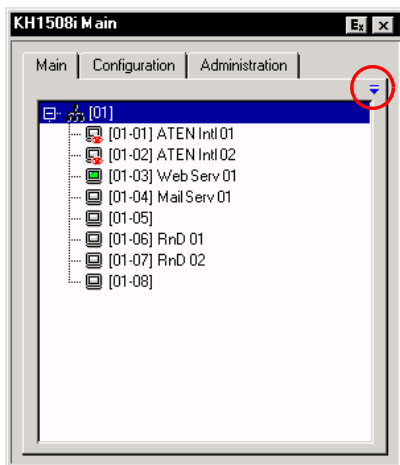 KH1508i Main Ex
Main Configuration Administration
[01]
[01-01] ATEN Intl 01
[01-02] ATEN Intl 02
[01-03] Web Serv 01
[01-04] Mail Serv 01
[01-05]
[01-06] RnD 01
[01-07] RnD 02
[01-08]